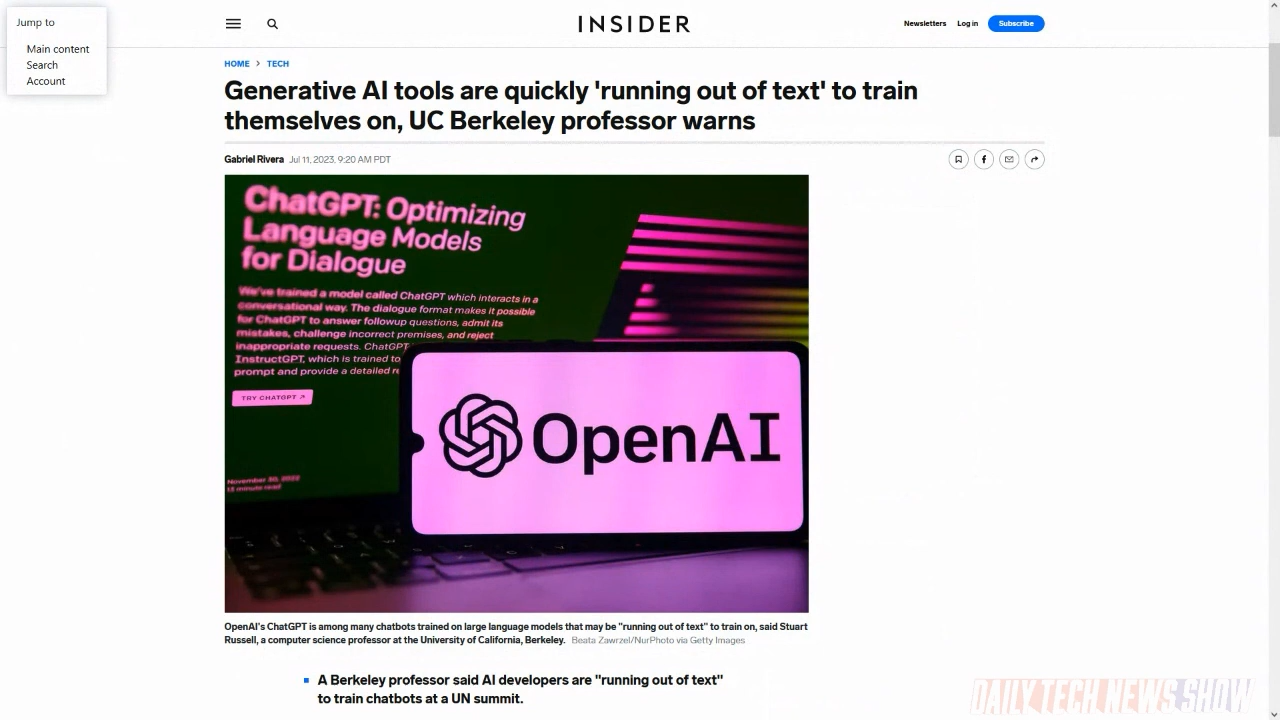 Jump to
Main content
Search
Account
INSIDER
Newsletters Log in Subscribe
HOME > TECH
Generative AI tools are quickly 'running out of text' to train
themselves on, UC Berkeley professor warns
Gabriel Rivera Jul 11, 2023, 9:20 AM PDT
ChatGPT: Optimizing
Language Models
for Dialogue
We've trained a model called ChatGPT which interacts in a
conversational way. The dialogue format makes it possible
for ChatGPT to answer followup questions, admit its
mistakes, challenge incorrect premises, and reject
inappropriate requests. ChatGPT
InstructGPT, which is trained to
prompt and provide a detailed
TRY CHATGPT ↗
November 30, 2022
13 minute read
OpenAI
OpenAI's ChatGPT is among many chatbots trained on large language models that may be "running out of text" to train on, said Stuart
Russell, a computer science professor at the University of California, Berkeley. Beata Zawrzel/NurPhoto via Getty Images
A Berkeley professor said AI developers are "running out of text"
to train chatbots at a UN summit.
DAILY TECH NEWS SHOW